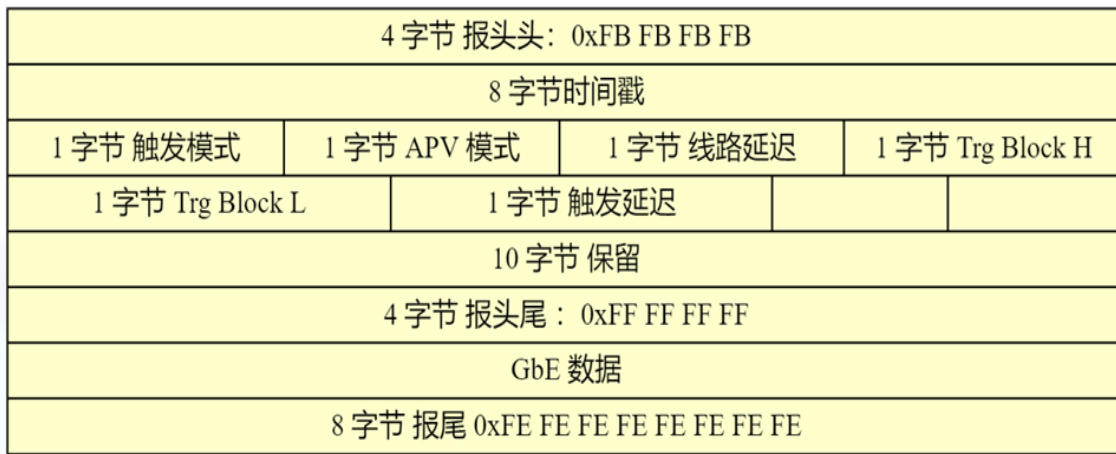 4 字节 报头头：0xFB FB FB FB
8 字节时间戳
1 字节 触发模式 1 字节 APV 模式 1 字节 线路延迟 1 字节 Trg Block H
1 字节 Trg Block L 1 字节 触发延迟
10 字节 保留
4 字节 报头尾 ：0xFF FF FF FF
GbE 数据
8 字节 报尾 0xFE FE FE FE FE FE FE FE